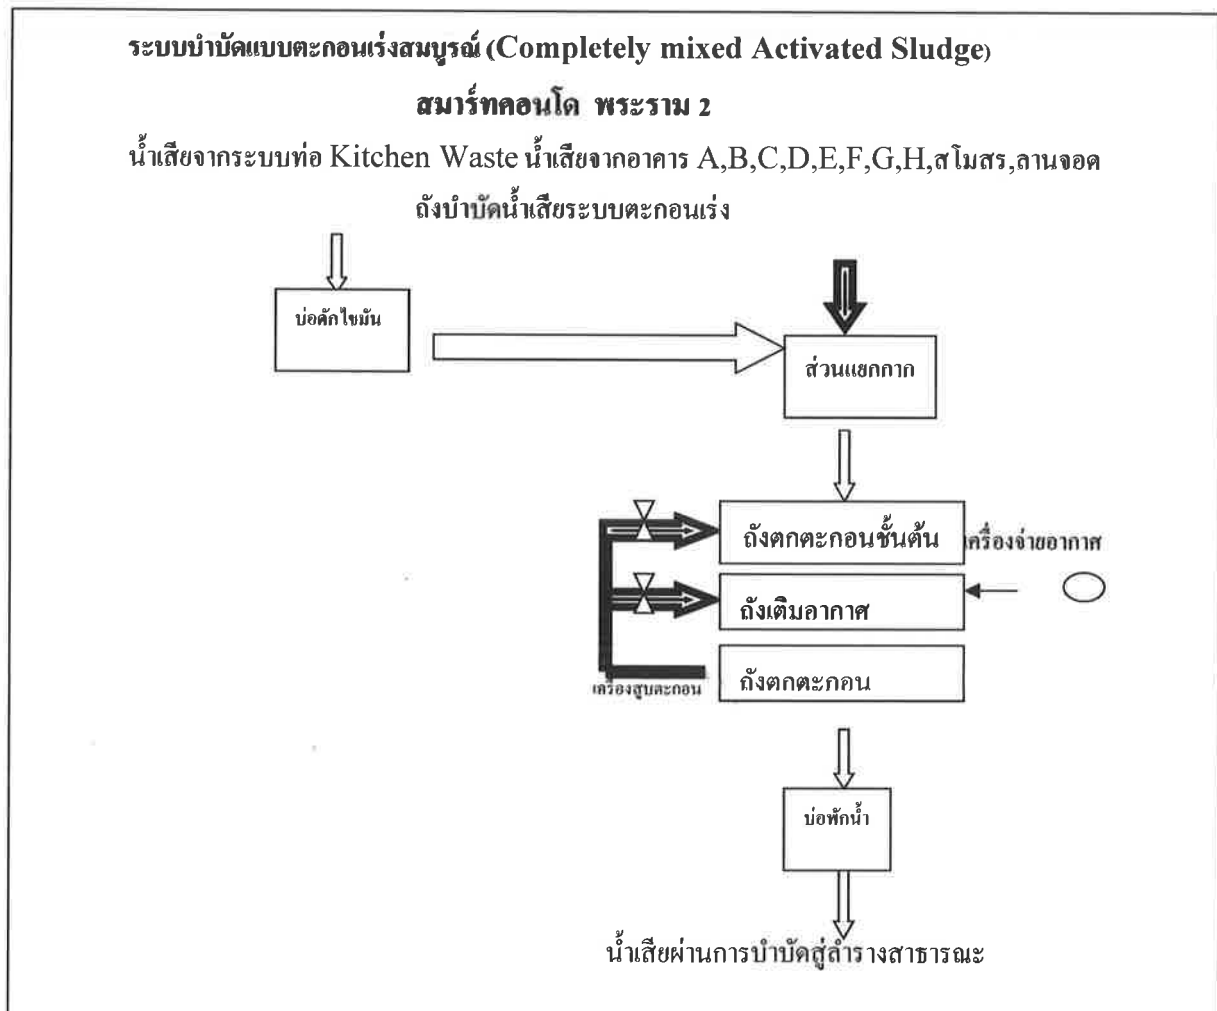 ระบบบำบัดแบบตะกอนเร่งสมบูรณ์ (Completely mixed Activated Sludge)
สมาร์ทคอนโด พระราม 2
น้ำเสียจากระบบท่อ Kitchen Waste น้ำเสียจากอาคาร A,B,C,D,E,F,G,H,สโมสร,ลานจอด
ถังบำบัดน้ำเสียระบบตะกอนเร่ง
บ่อดักไขมัน
ส่วนแยกกาก
ถังตกตะกอนชั้นต้น
เครื่องจ่ายอากาศ
ถังเติมอากาศ
ถังตกตะกอน
เครื่องสูบตะกอน
บ่อพักน้ำ
น้ำเสียผ่านการบำบัดสู่ลำรางสาธารณะ